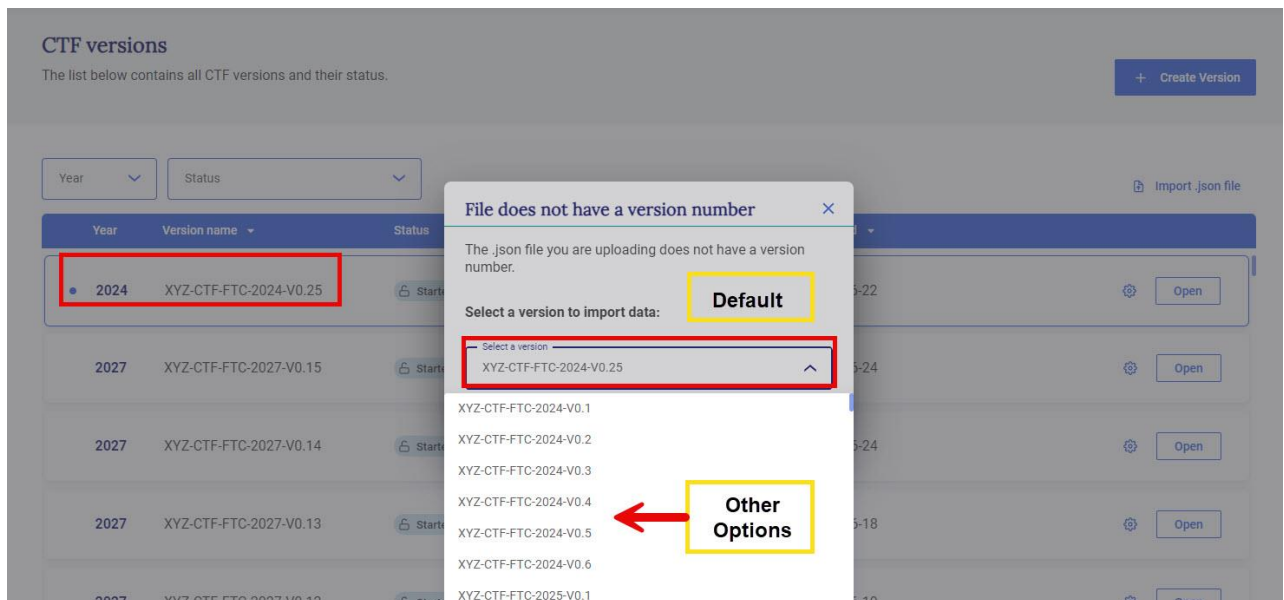 CTF versions
The list below contains all CTF versions and their status.
+ Create Version
Year
Status
Import .json file
Year Version name Status
2024 XYZ-CTF-FTC-2024-V0.25
Open
2027 XYZ-CTF-FTC-2027-V0.15
Open
2027 XYZ-CTF-FTC-2027-V0.14
Open
2027 XYZ-CTF-FTC-2027-V0.13
Open
File does not have a version number
The .json file you are uploading does not have a version
number.
Select a version to import data:
Default
Select a version
XYZ-CTF-FTC-2024-V0.25
XYZ-CTF-FTC-2024-V0.1
XYZ-CTF-FTC-2024-V0.2
XYZ-CTF-FTC-2024-V0.3
XYZ-CTF-FTC-2024-V0.4
XYZ-CTF-FTC-2024-V0.5
XYZ-CTF-FTC-2024-V0.6
XYZ-CTF-FTC-2025-V0.1
Other
Options